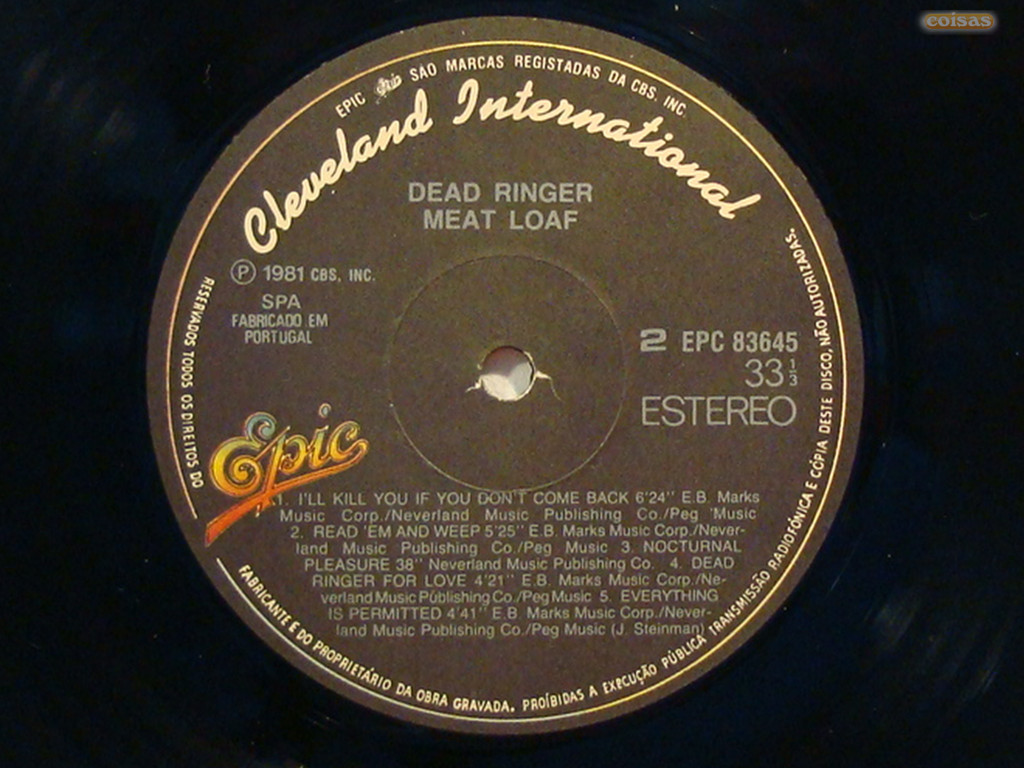 coisas
EPIC SÃO MARCAS REGISTADAS DA CBS. INC.
Cleveland International
DEAD RINGER
MEAT LOAF
Ⓟ 1981 CBS, INC.
SPA
FABRICADO EM
PORTUGAL
2 EPC 83645
33 1/3
ESTEREO
Epic
1. I'LL KILL YOU IF YOU DON'T COME BACK 6'24" E.B. Marks
Music Corp./Neverland Music Publishing Co./Peg Music
2. READ 'EM AND WEEP 5'25" E.B. Marks Music Corp./Never-
land Music Publishing Co./Peg Music 3. NOCTURNAL
PLEASURE 38" Neverland Music Publishing Co. 4. DEAD
RINGER FOR LOVE 4'21" E.B. Marks Music Corp./Ne-
verland Music Publishing Co./Peg Music 5. EVERYTHING
IS PERMITTED 4'41" E.B. Marks Music Corp./Never-
land Music Publishing Co./Peg Music (J. Steinman)
RESERVADOS TODOS OS DIREITOS DO
FABRICANTE E DO PROPRIETÁRIO DA OBRA GRAVADA. PROÍBIDAS A EXECUÇÃO PÚBLICA TRANSMISSÃO RADIOFÓNICA E CÓPIA DESTE DISCO, NÃO AUTORIZADAS.